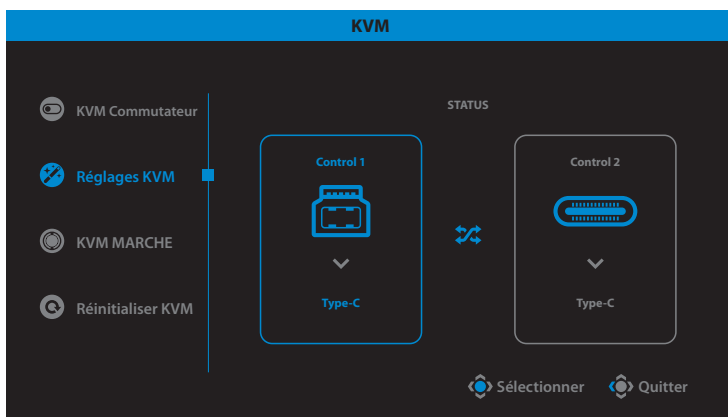 KVM
KVM Commutateur
Réglages KVM
KVM MARCHE
Réinitialiser KVM
STATUS
Control 1
Type-C
Control 2
Type-C
Sélectionner
Quitter